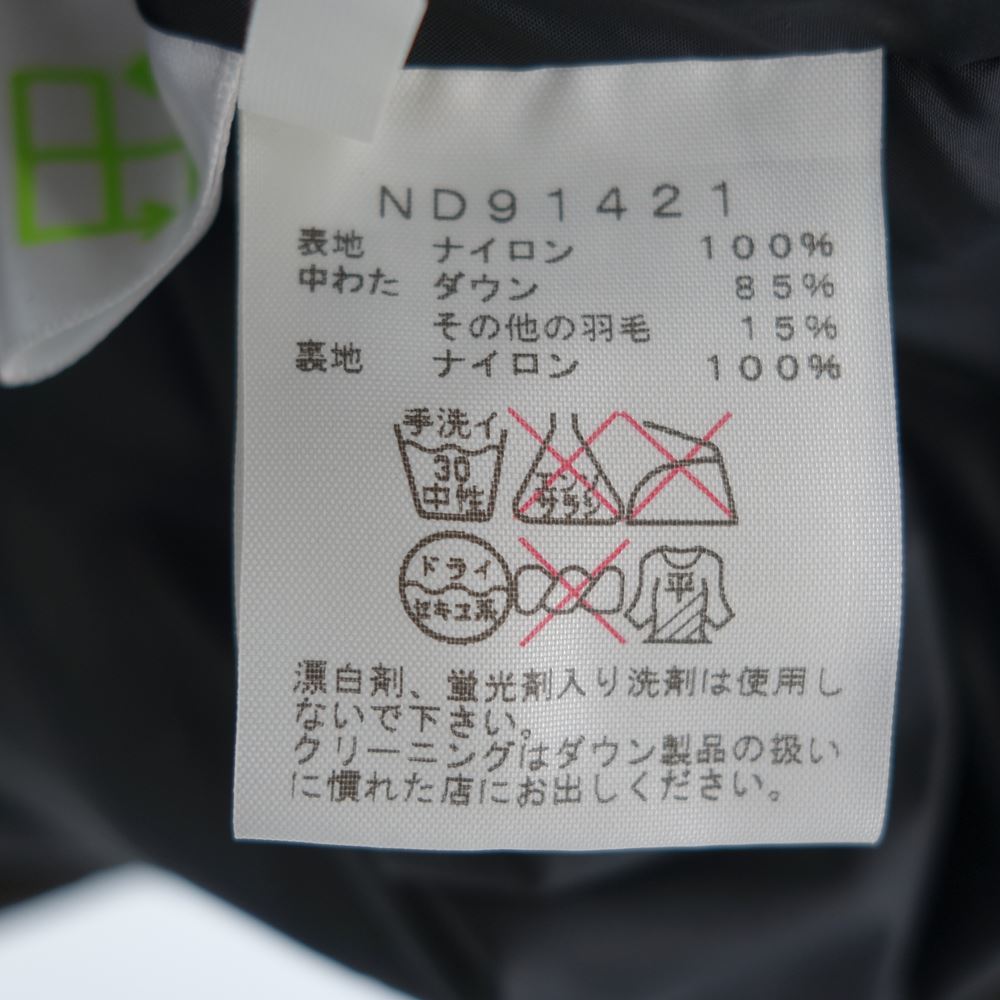 ND91421
表地 ナイロン 100%
中わた ダウン 85%
その他の羽毛 15%
裏地 ナイロン 100%
手洗イ
30
中性
エンソ
サラシ
ドライ
セキユ系
平
漂白剤、蛍光剤入り洗剤は使用し
ないで下さい。
クリーニングはダウン製品の扱い
に慣れた店にお出しください。